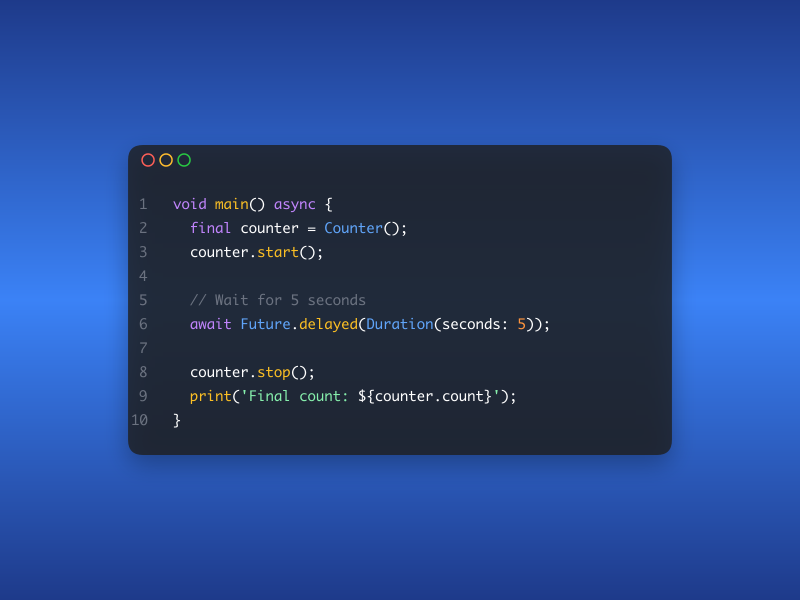 1 void main() async {
2   final counter = Counter();
3   counter.start();
4
5   // Wait for 5 seconds
6   await Future.delayed(Duration(seconds: 5));
7
8   counter.stop();
9   print('Final count: ${counter.count}');
10 }